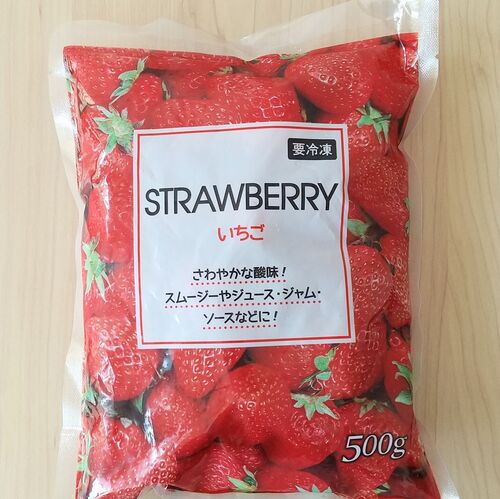 要冷凍
STRAWBERRY
いちご
さわやかな酸味!
スムージーやジュース・ジャム・
ソースなどに!
500g